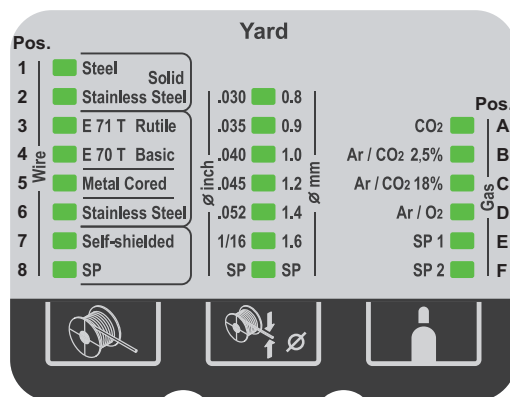 Yard
Pos.
1 Steel
Solid
2 Stainless Steel
3 E 71 T Rutile
4 E 70 T Basic
5 Metal Cored
6 Stainless Steel
7 Self-shielded
8 SP
Wire
ø inch
.030 0.8
.035 0.9
.040 1.0
.045 1.2
.052 1.4
1/16 1.6
SP SP
ø mm
Pos.
CO2 A
Ar / CO2 2,5% B
Ar / CO2 18% C
Ar / O2 D
SP 1 E
SP 2 F
Gas
Ø